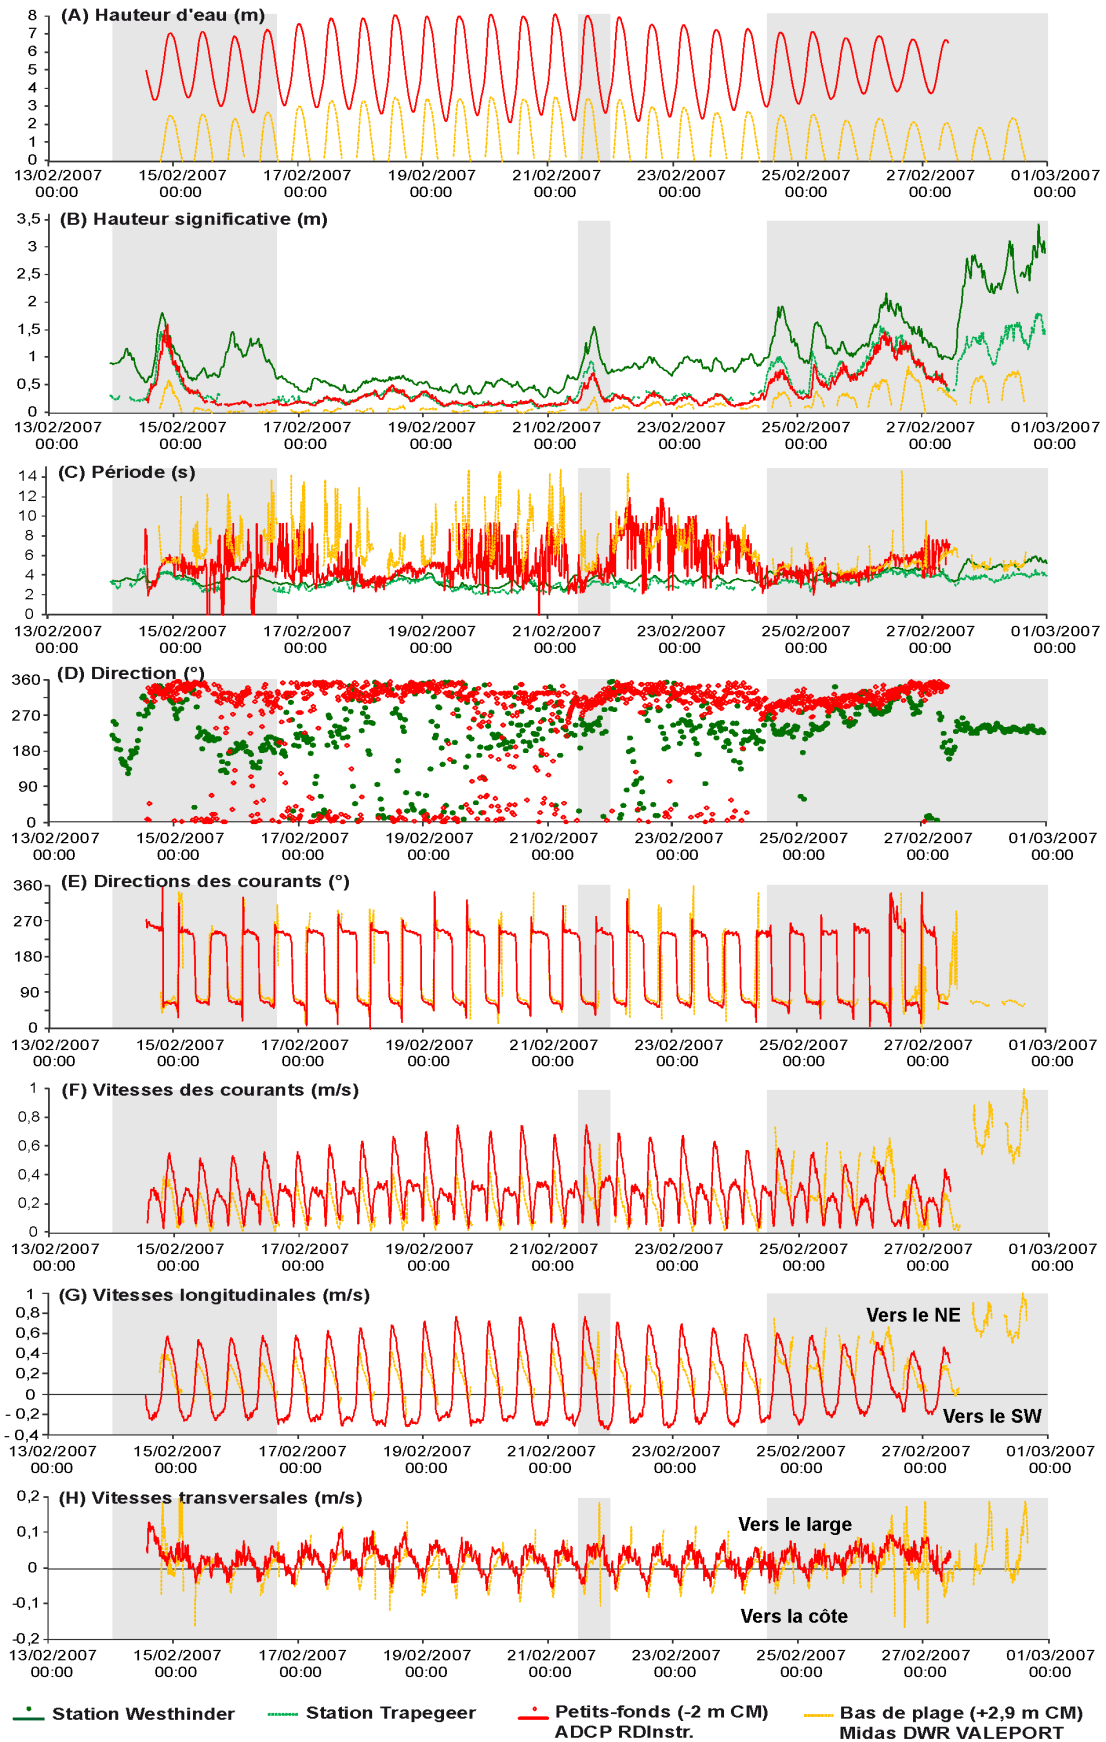 (A) Hauteur d'eau (m)
8
7
6
5
4
3
2
1
0
13/02/2007 15/02/2007 17/02/2007 19/02/2007 21/02/2007 23/02/2007 25/02/2007 27/02/2007 01/03/2007
00:00 00:00 00:00 00:00 00:00 00:00 00:00 00:00 00:00
(B) Hauteur significative (m)
3,5
3
2,5
2
1,5
1
0,5
0
13/02/2007 15/02/2007 17/02/2007 19/02/2007 21/02/2007 23/02/2007 25/02/2007 27/02/2007 01/03/2007
00:00 00:00 00:00 00:00 00:00 00:00 00:00 00:00 00:00
(C) Période (s)
14
12
10
8
6
4
2
0
13/02/2007 15/02/2007 17/02/2007 19/02/2007 21/02/2007 23/02/2007 25/02/2007 27/02/2007 01/03/2007
00:00 00:00 00:00 00:00 00:00 00:00 00:00 00:00 00:00
(D) Direction (°)
360
270
180
90
0
13/02/2007 15/02/2007 17/02/2007 19/02/2007 21/02/2007 23/02/2007 25/02/2007 27/02/2007 01/03/2007
00:00 00:00 00:00 00:00 00:00 00:00 00:00 00:00 00:00
(E) Directions des courants (°)
360
270
180
90
0
13/02/2007 15/02/2007 17/02/2007 19/02/2007 21/02/2007 23/02/2007 25/02/2007 27/02/2007 01/03/2007
00:00 00:00 00:00 00:00 00:00 00:00 00:00 00:00 00:00
(F) Vitesses des courants (m/s)
1
0,8
0,6
0,4
0,2
0
13/02/2007 15/02/2007 17/02/2007 19/02/2007 21/02/2007 23/02/2007 25/02/2007 27/02/2007 01/03/2007
00:00 00:00 00:00 00:00 00:00 00:00 00:00 00:00 00:00
(G) Vitesses longitudinales (m/s)
1
0,8
Vers le NE
0,6
0,4
0,2
0
- 0,2
Vers le SW
- 0,4
13/02/2007 15/02/2007 17/02/2007 19/02/2007 21/02/2007 23/02/2007 25/02/2007 27/02/2007 01/03/2007
00:00 00:00 00:00 00:00 00:00 00:00 00:00 00:00 00:00
(H) Vitesses transversales (m/s)
0,2
Vers le large
0,1
0
-0,1
Vers la côte
-0,2
13/02/2007 15/02/2007 17/02/2007 19/02/2007 21/02/2007 23/02/2007 25/02/2007 27/02/2007 01/03/2007
00:00 00:00 00:00 00:00 00:00 00:00 00:00 00:00 00:00
Station Westhinder
Station Trapegeer
Petits-fonds (-2 m CM)
ADCP RDInstr.
Bas de plage (+2,9 m CM)
Midas DWR VALEPORT